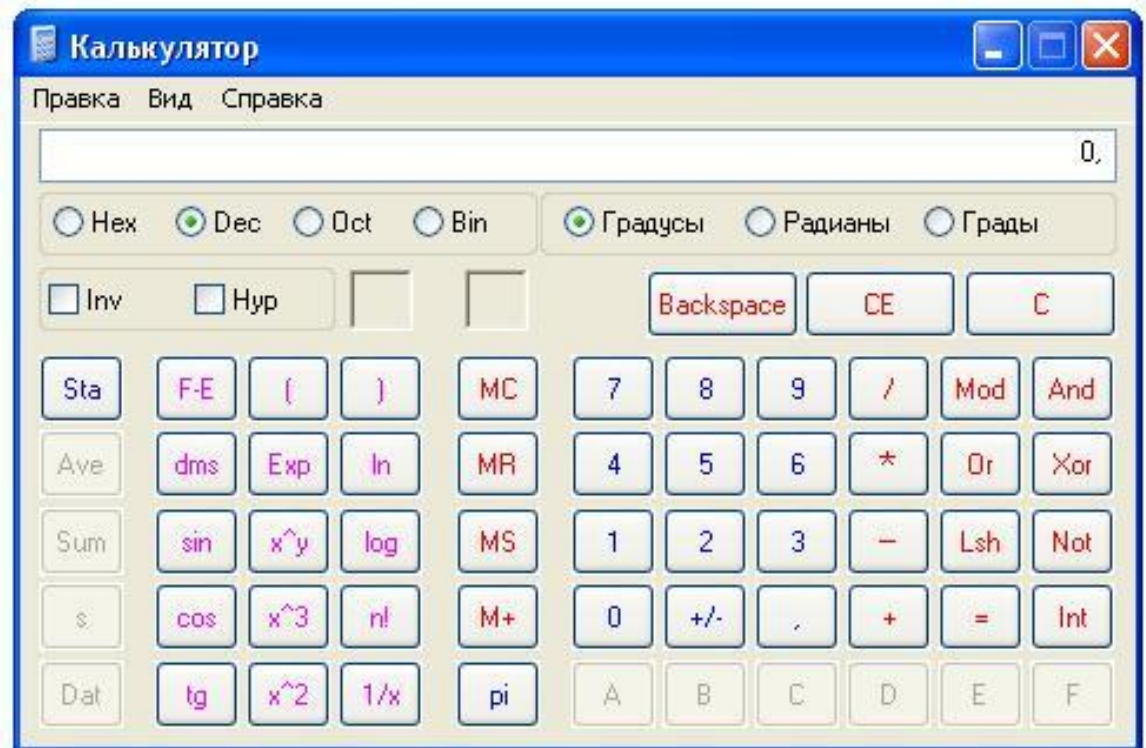 Калькулятор
Правка Вид Справка
0,
Hex Dec Oct Bin Градусы Радианы Грады
Inv Hyp Backspace CE C
Sta F-E ( ) MC 7 8 9 / Mod And
Ave dms Exp ln MR 4 5 6 * Or Xor
Sum sin x^y log MS 1 2 3 − Lsh Not
s cos x^3 n! M+ 0 +/- , + = Int
Dat tg x^2 1/x pi A B C D E F